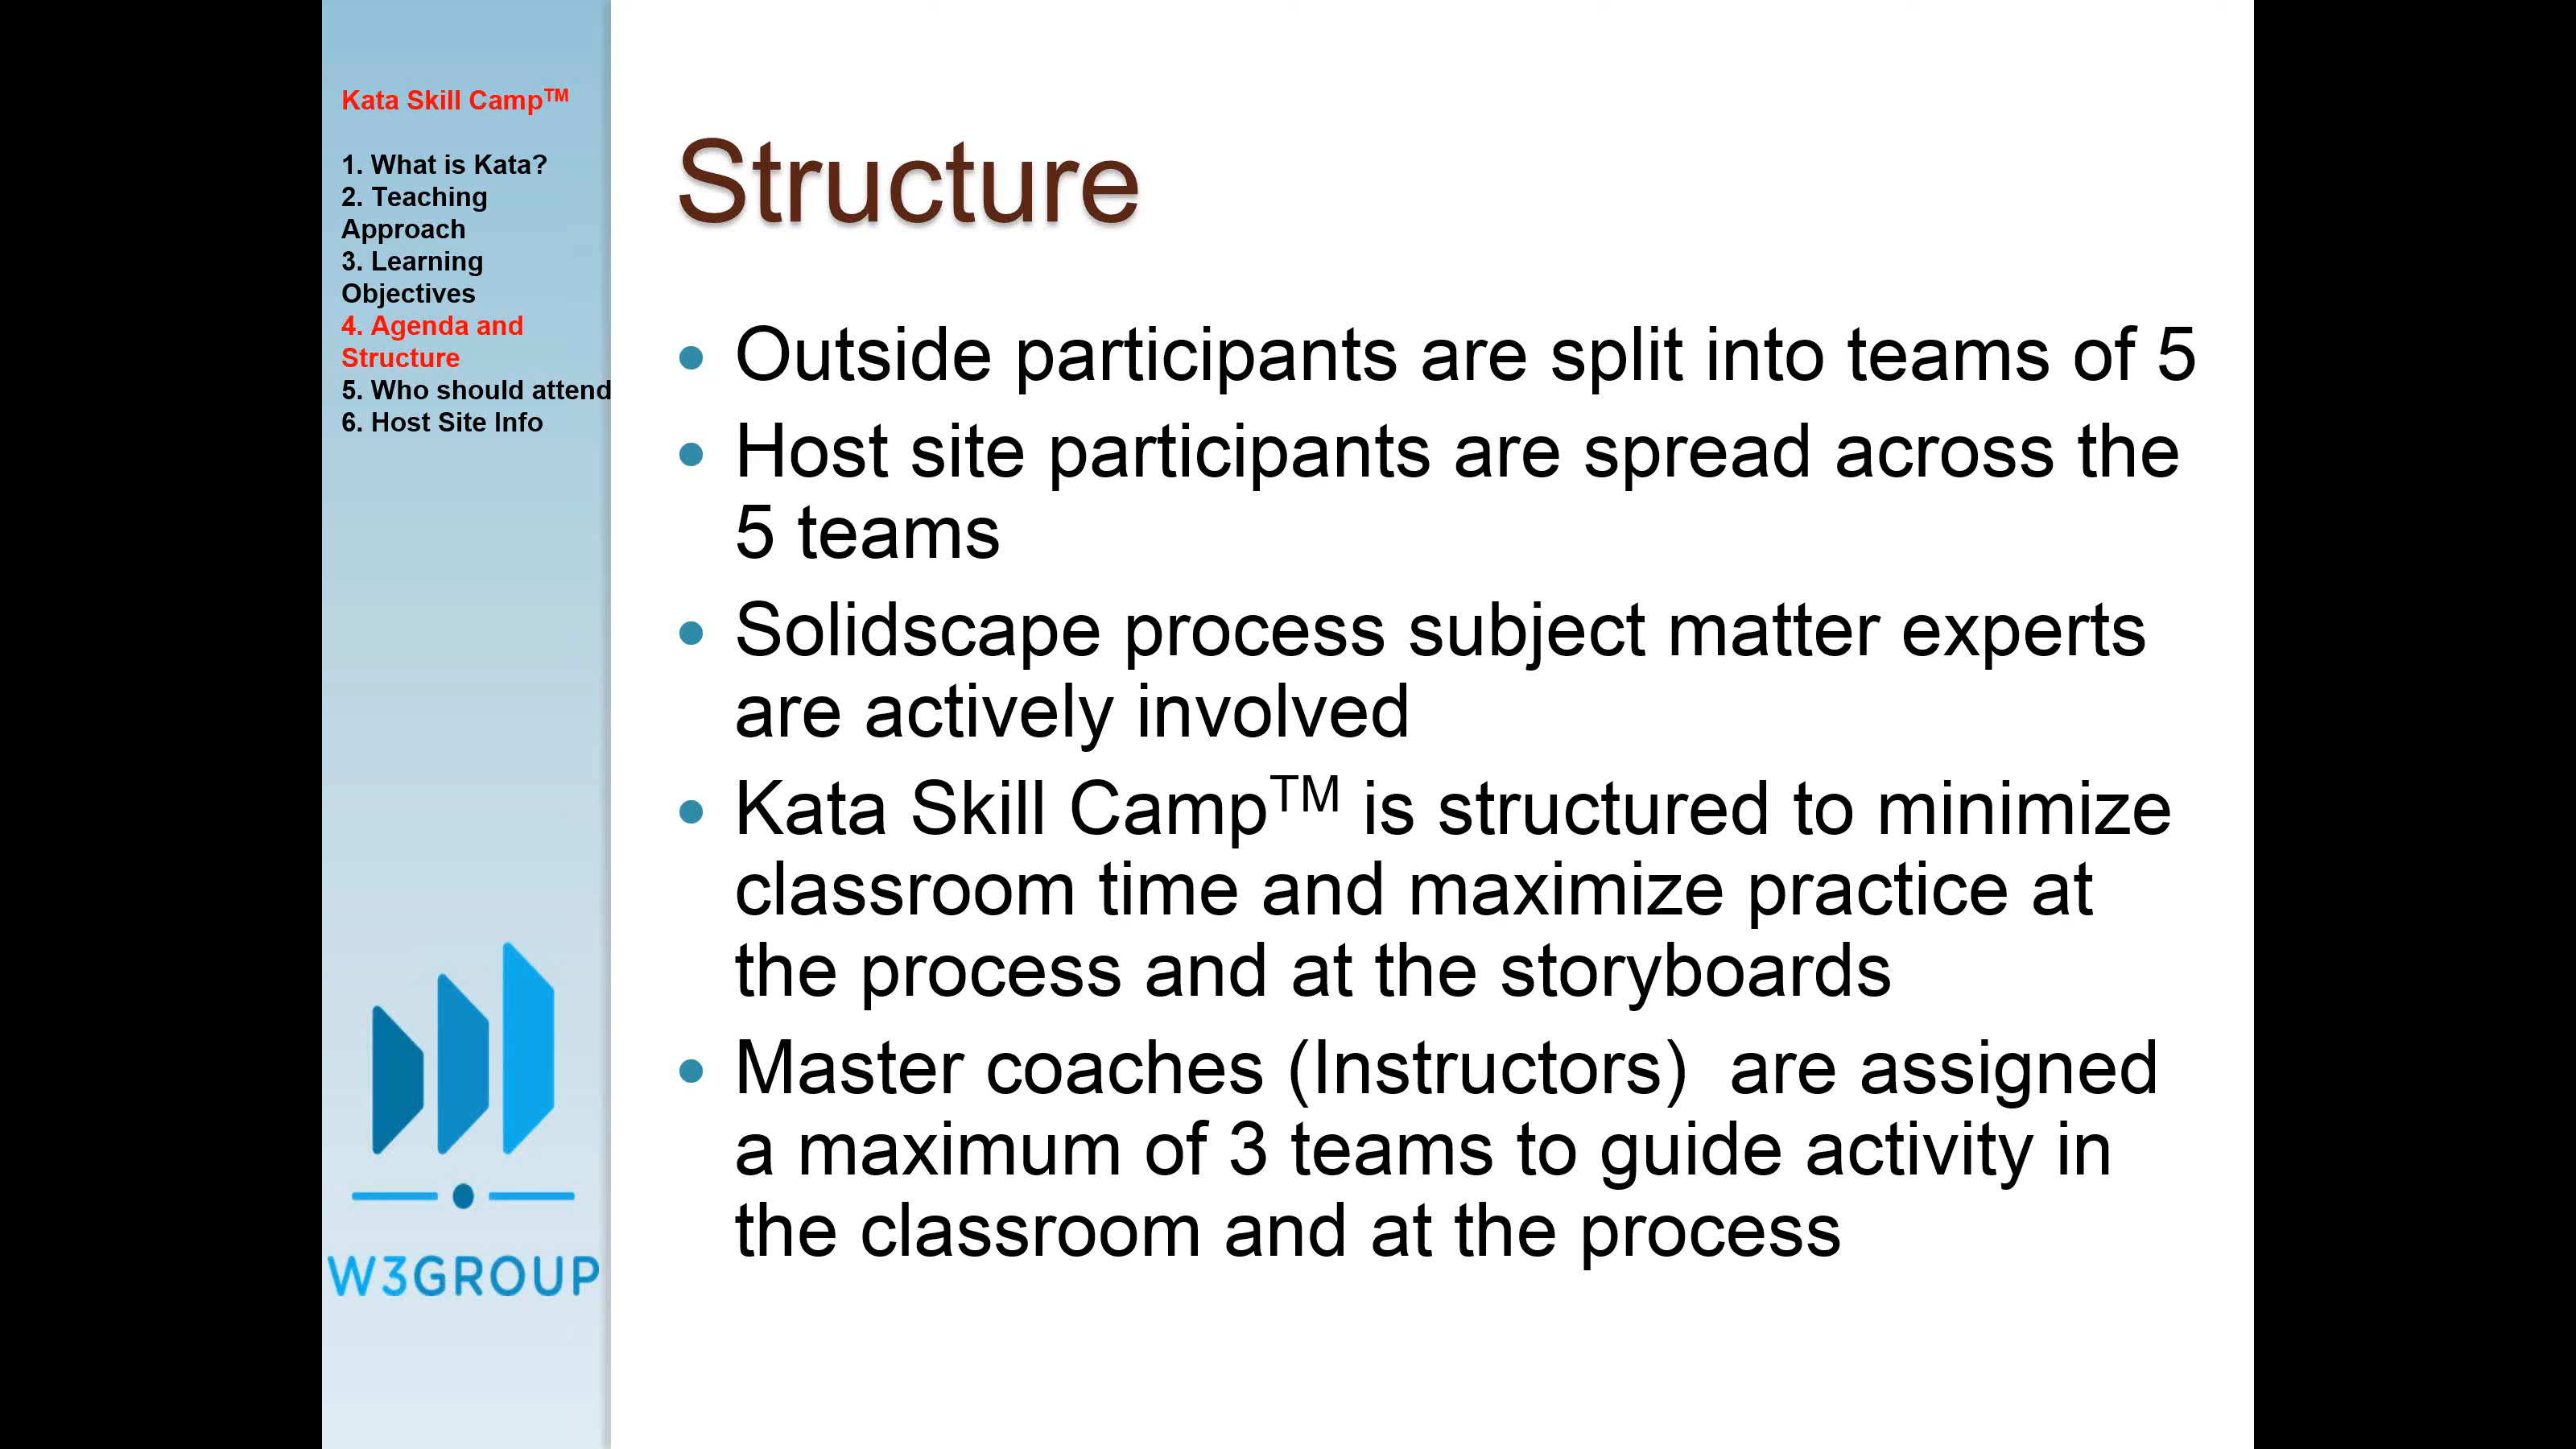 Kata Skill Camp™
1. What is Kata?
2. Teaching
Approach
3. Learning
Objectives
4. Agenda and
Structure
5. Who should attend
6. Host Site Info
W3GROUP
Structure
• Outside participants are split into teams of 5
• Host site participants are spread across the
5 teams
• Solidscape process subject matter experts
are actively involved
• Kata Skill Camp™ is structured to minimize
classroom time and maximize practice at
the process and at the storyboards
• Master coaches (Instructors)  are assigned
a maximum of 3 teams to guide activity in
the classroom and at the process